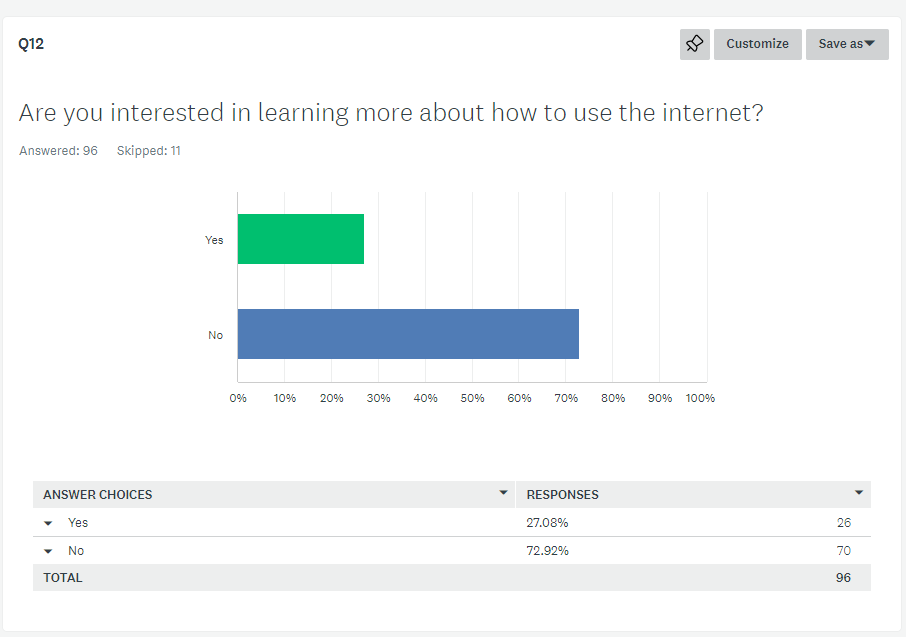 Q12
Customize
Save as
Are you interested in learning more about how to use the internet?
Answered: 96 Skipped: 11
Yes
No
0% 10% 20% 30% 40% 50% 60% 70% 80% 90% 100%
ANSWER CHOICES RESPONSES
Yes 27.08% 26
No 72.92% 70
TOTAL 96